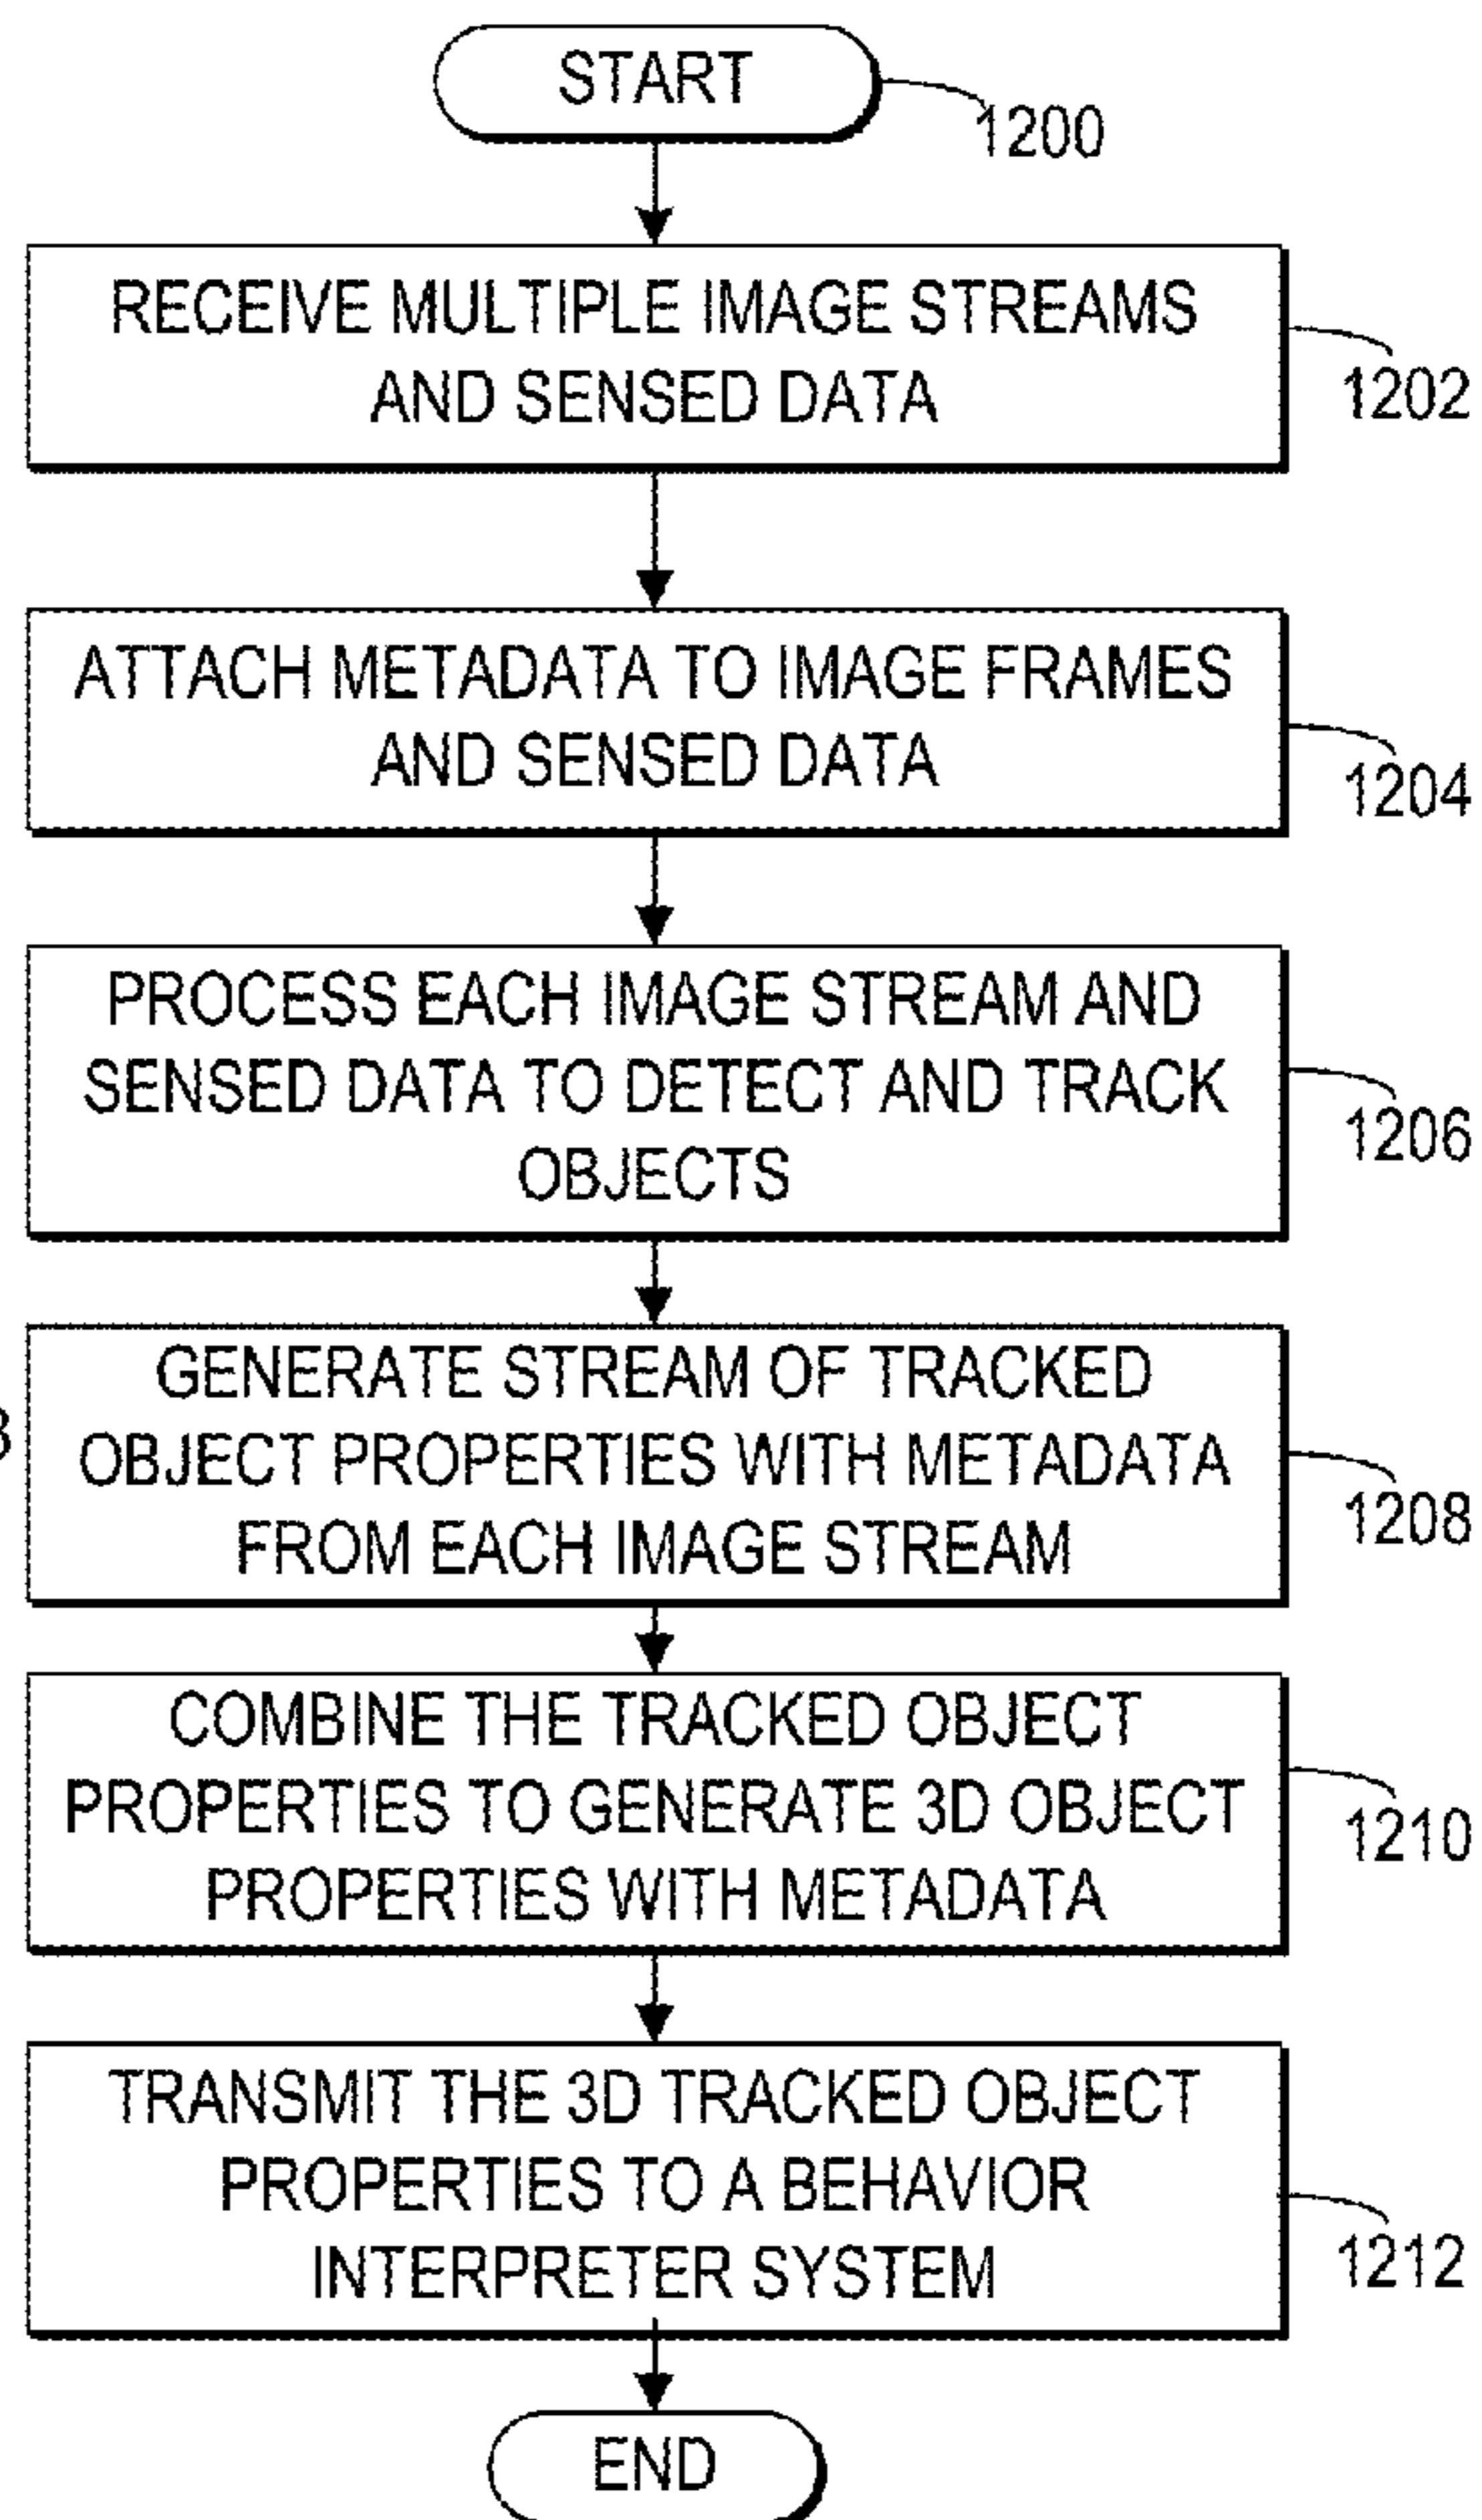 START
1200
RECEIVE MULTIPLE IMAGE STREAMS
AND SENSED DATA
1202
ATTACH METADATA TO IMAGE FRAMES
AND SENSED DATA
1204
PROCESS EACH IMAGE STREAM AND
SENSED DATA TO DETECT AND TRACK
OBJECTS
1206
GENERATE STREAM OF TRACKED
OBJECT PROPERTIES WITH METADATA
FROM EACH IMAGE STREAM
1208
COMBINE THE TRACKED OBJECT
PROPERTIES TO GENERATE 3D OBJECT
PROPERTIES WITH METADATA
1210
TRANSMIT THE 3D TRACKED OBJECT
PROPERTIES TO A BEHAVIOR
INTERPRETER SYSTEM
1212
END